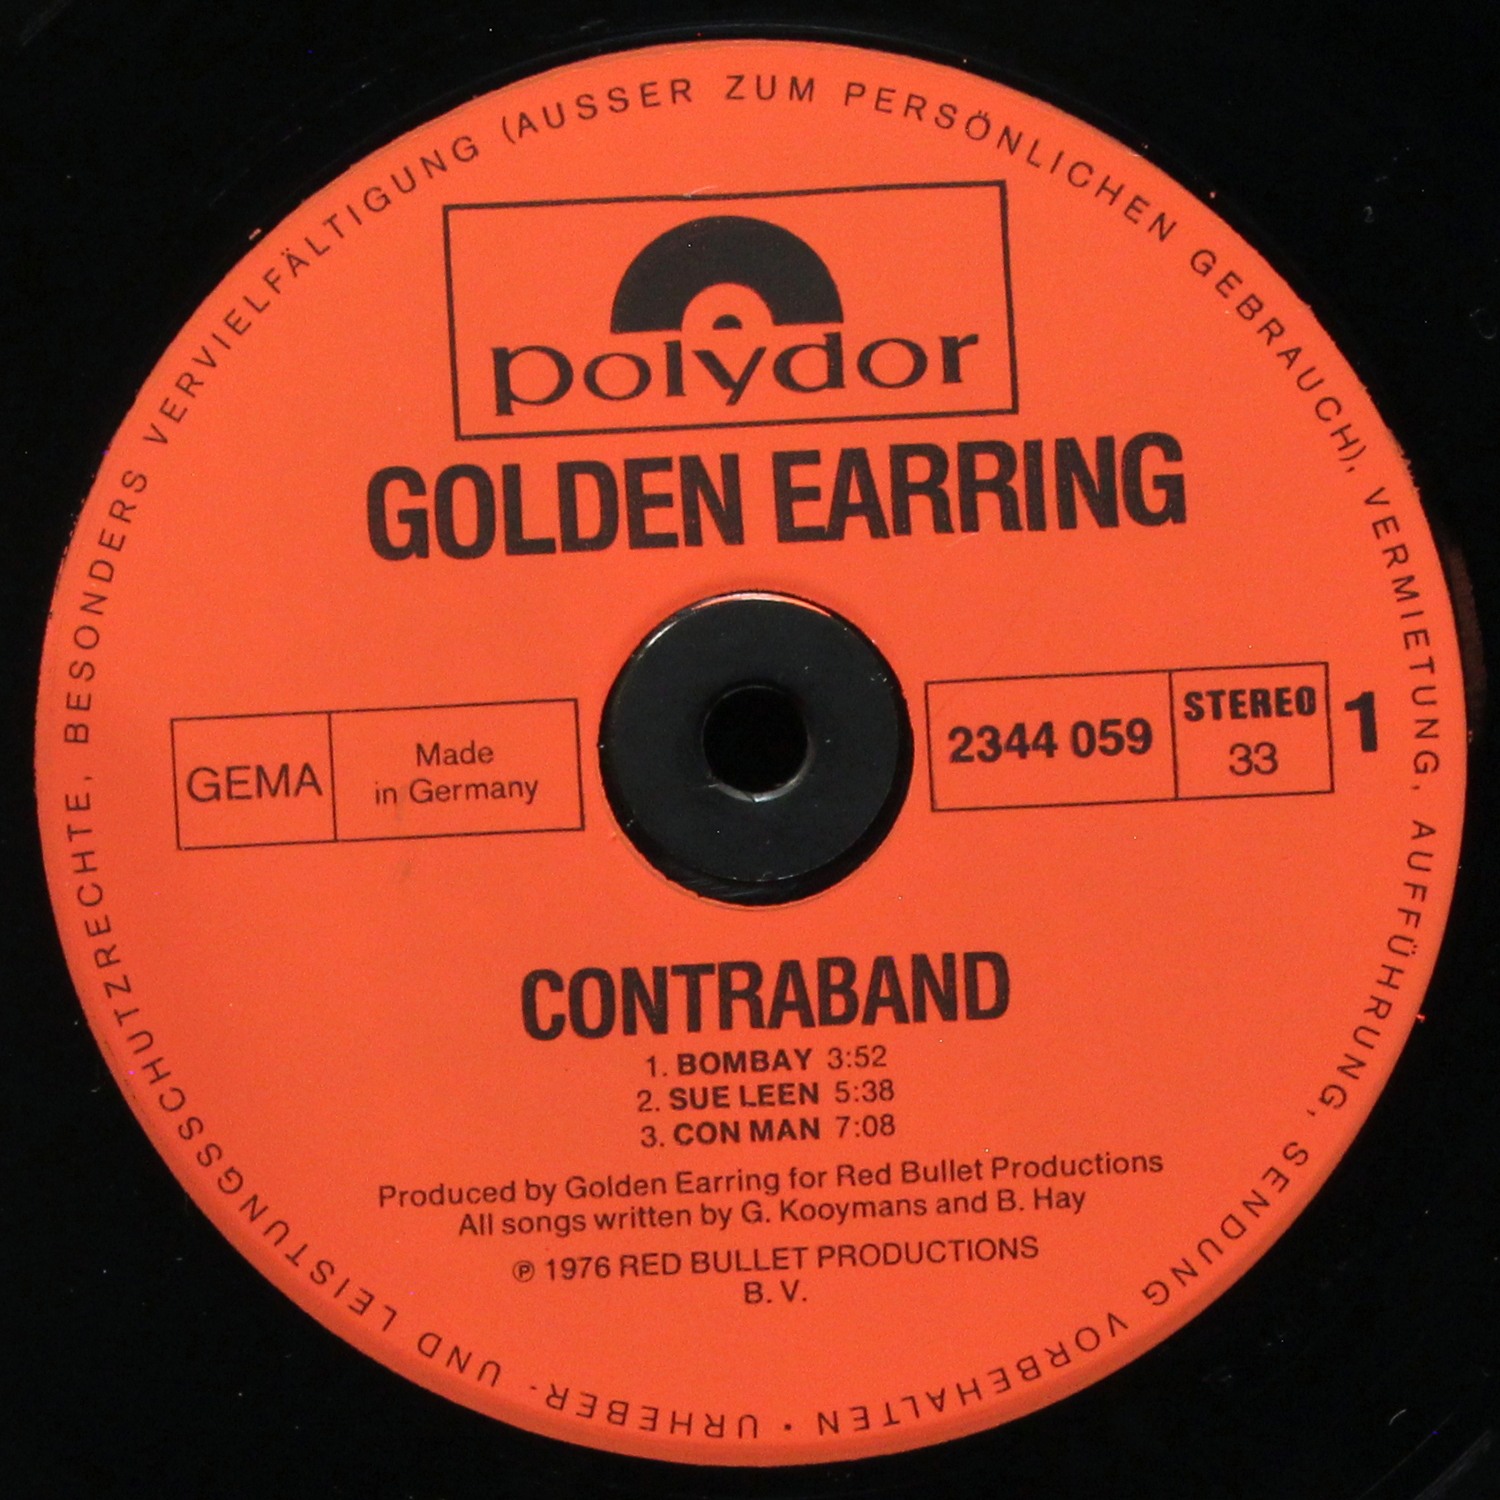 URHEBER- UND LEISTUNGSSCHUTZRECHTE, BESONDERS VERVIELFÄLTIGUNG (AUSSER ZUM PERSÖNLICHEN GEBRAUCH), VERMIETUNG, AUFFÜHRUNG, SENDUNG VORBEHALTEN ·
polydor
GOLDEN EARRING
GEMA
Made
in Germany
2344 059
STEREO
33
1
CONTRABAND
1. BOMBAY 3:52
2. SUE LEEN 5:38
3. CON MAN 7:08
Produced by Golden Earring for Red Bullet Productions
All songs written by G. Kooymans and B. Hay
℗ 1976 RED BULLET PRODUCTIONS
B. V.